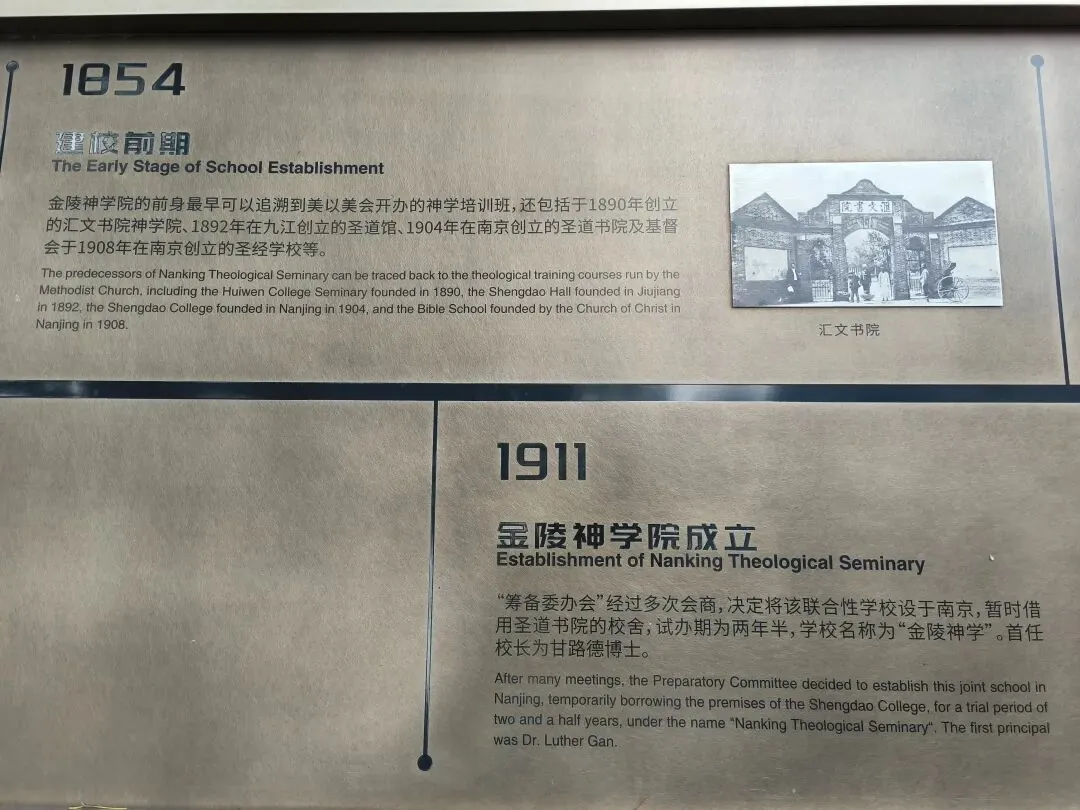 1854
建校前期
The Early Stage of School Establishment
金陵神学院的前身最早可以追溯到美以美会开办的神学培训班,还包括于1890年创立
的汇文书院神学院、1892年在九江创立的圣道馆、1904年在南京创立的圣道书院及基督
会于1908年在南京创立的圣经学校等。
The predecessors of Nanking Theological Seminary can be traced back to the theological training courses run by the
Methodist Church, including the Huiwen College Seminary founded in 1890, the Shengdao Hall founded in Jiujiang
in 1892, the Shengdao College founded in Nanjing in 1904, and the Bible School founded by the Church of Christ in
Nanjing in 1908.
院書文滙
汇文书院
1911
金陵神学院成立
Establishment of Nanking Theological Seminary
“筹备委办会”经过多次会商,决定将该联合性学校设于南京,暂时借
用圣道书院的校舍,试办期为两年半,学校名称为“金陵神学”。首任
校长为甘路德博士。
After many meetings, the Preparatory Committee decided to establish this joint school in
Nanjing, temporarily borrowing the premises of the Shengdao College, for a trial period of
two and a half years, under the name “Nanking Theological Seminary“. The first principal
was Dr. Luther Gan.